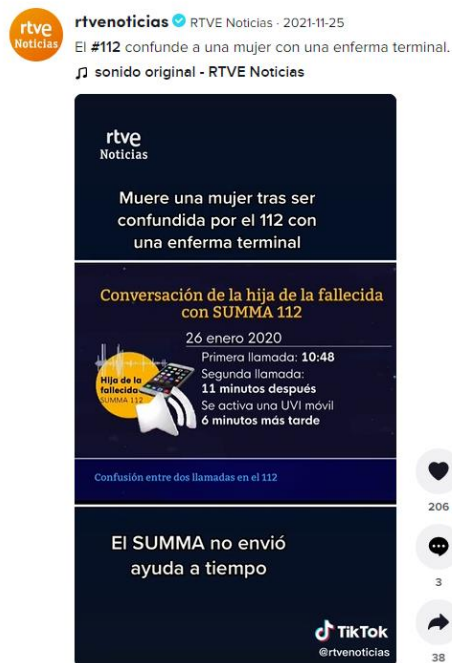 rtve
Noticias
rtvenoticias RTVE Noticias · 2021-11-25
El #112 confunde a una mujer con una enferma terminal.
♫ sonido original - RTVE Noticias
rtve
Noticias
Muere una mujer tras ser
confundida por el 112 con
una enferma terminal
Conversación de la hija de la fallecida
con SUMMA 112
26 enero 2020
Primera llamada: 10:48
Segunda llamada:
11 minutos después
Se activa una UVI móvil
6 minutos más tarde
Hija de la
fallecida
SUMMA 112
Confusión entre dos llamadas en el 112
206
El SUMMA no envió
ayuda a tiempo
3
TikTok
@rtvenoticias
38